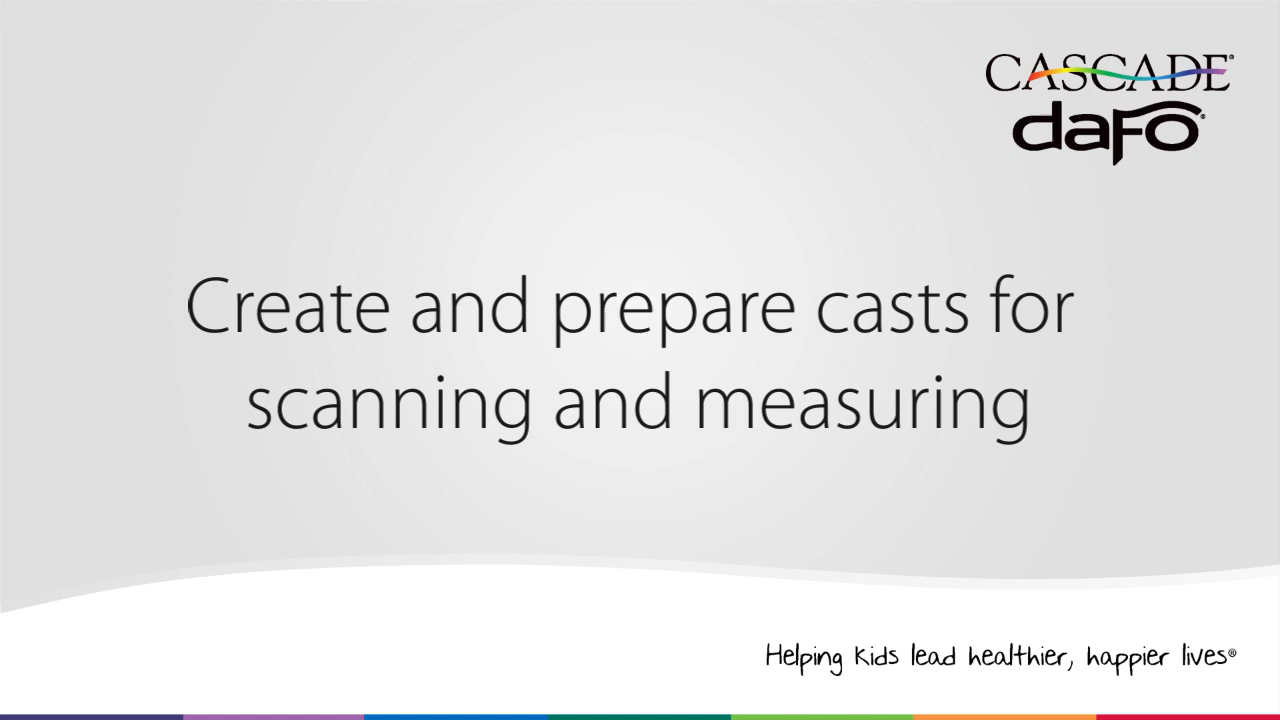 CASCADE®
dafo®
Create and prepare casts for
scanning and measuring
Helping kids lead healthier, happier lives®